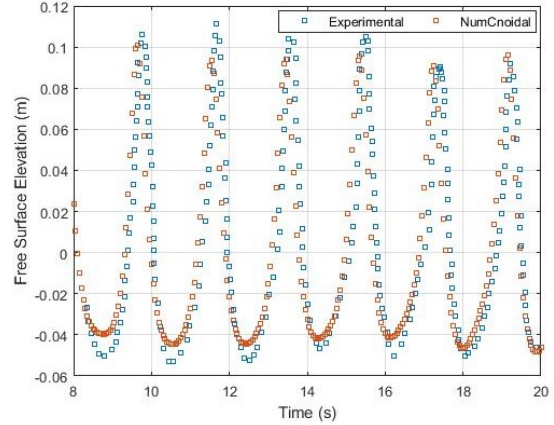 0.12
0.1
0.08
0.06
0.04
0.02
0
-0.02
-0.04
-0.06
Free Surface Elevation (m)
Experimental NumCnoidal
8 10 12 14 16 18 20
Time (s)